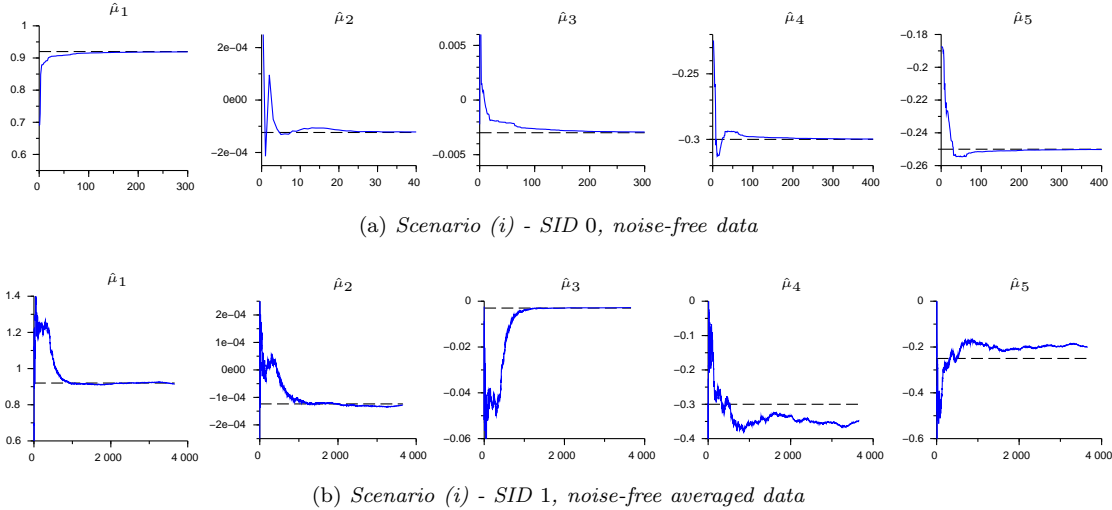 μ̂1
1
0.9
0.8
0.7
0.6
0 100 200 300
μ̂2
2e−04
0e00
−2e−04
0 10 20 30 40
μ̂3
0.005
0
−0.005
0 100 200 300
μ̂4
−0.25
−0.3
0 100 200 300 400
μ̂5
−0.18
−0.2
−0.22
−0.24
−0.26
0 100 200 300 400
(a) Scenario (i) - SID 0, noise-free data
μ̂1
1.4
1.2
1
0.8
0.6
0 2 000 4 000
μ̂2
2e−04
1e−04
0e00
−1e−04
−2e−04
0 2 000 4 000
μ̂3
0
−0.02
−0.04
−0.06
0 2 000 4 000
μ̂4
0
−0.1
−0.2
−0.3
−0.4
0 2 000 4 000
μ̂5
0
−0.2
−0.4
−0.6
0 2 000 4 000
(b) Scenario (i) - SID 1, noise-free averaged data